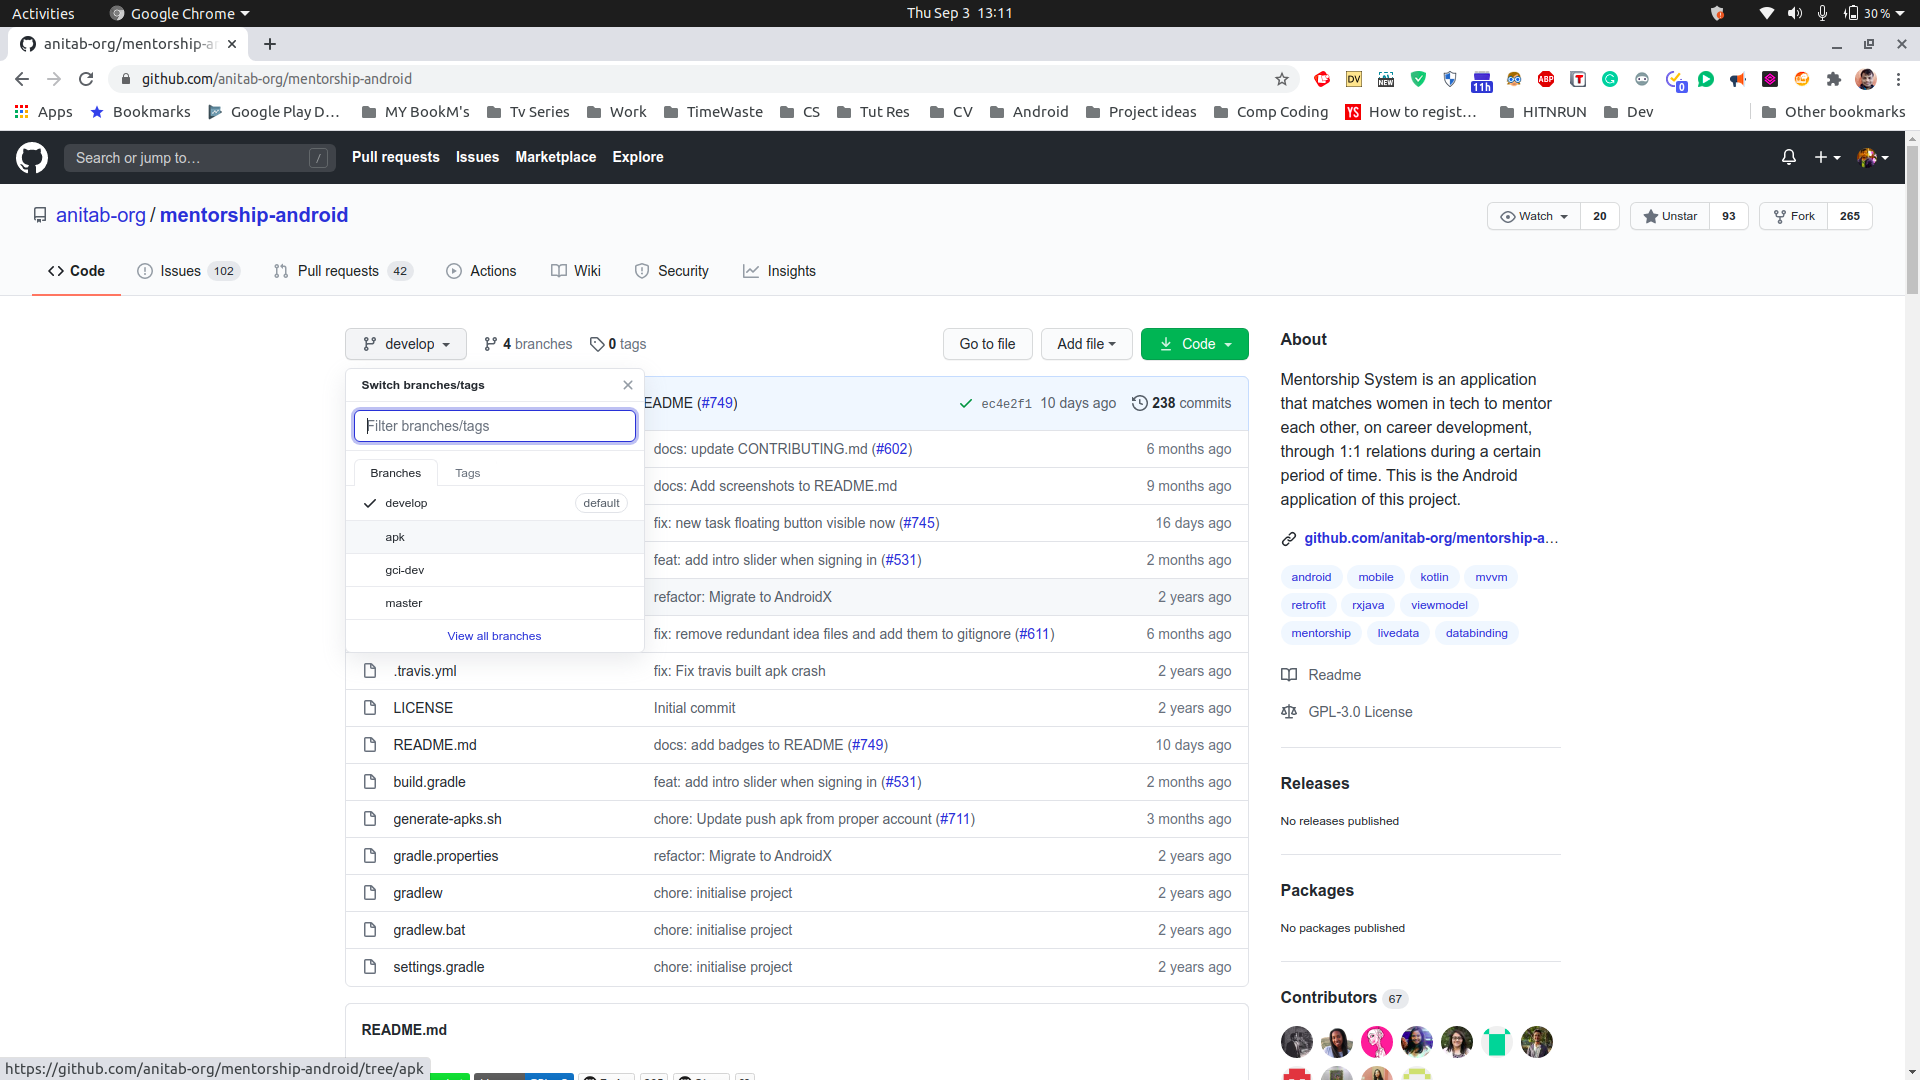 Activities Google Chrome Thu Sep 3 13:11 30 %
anitab-org/mentorship-a
github.com/anitab-org/mentorship-android DV NEW 11h ABP T G 0
Apps Bookmarks Google Play D… MY BookM's Tv Series Work TimeWaste CS Tut Res CV Android Project ideas Comp Coding YS How to regist… HITNRUN Dev Other bookmarks
Search or jump to… / Pull requests Issues Marketplace Explore
anitab-org / mentorship-android Watch 20 Unstar 93 Fork 265
Code Issues 102 Pull requests 42 Actions Wiki Security Insights
develop 4 branches 0 tags Go to file Add file Code
Switch branches/tags
Filter branches/tags
Branches Tags
develop default
apk
gci-dev
master
View all branches
EADME (#749) ec4e2f1 10 days ago 238 commits
docs: update CONTRIBUTING.md (#602) 6 months ago
docs: Add screenshots to README.md 9 months ago
fix: new task floating button visible now (#745) 16 days ago
feat: add intro slider when signing in (#531) 2 months ago
refactor: Migrate to AndroidX 2 years ago
fix: remove redundant idea files and add them to gitignore (#611) 6 months ago
.travis.yml fix: Fix travis built apk crash 2 years ago
LICENSE Initial commit 2 years ago
README.md docs: add badges to README (#749) 10 days ago
build.gradle feat: add intro slider when signing in (#531) 2 months ago
generate-apks.sh chore: Update push apk from proper account (#711) 3 months ago
gradle.properties refactor: Migrate to AndroidX 2 years ago
gradlew chore: initialise project 2 years ago
gradlew.bat chore: initialise project 2 years ago
settings.gradle chore: initialise project 2 years ago
README.md
About
Mentorship System is an application
that matches women in tech to mentor
each other, on career development,
through 1:1 relations during a certain
period of time. This is the Android
application of this project.
github.com/anitab-org/mentorship-a…
android mobile kotlin mvvm
retrofit rxjava viewmodel
mentorship livedata databinding
Readme
GPL-3.0 License
Releases
No releases published
Packages
No packages published
Contributors 67
https://github.com/anitab-org/mentorship-android/tree/apk